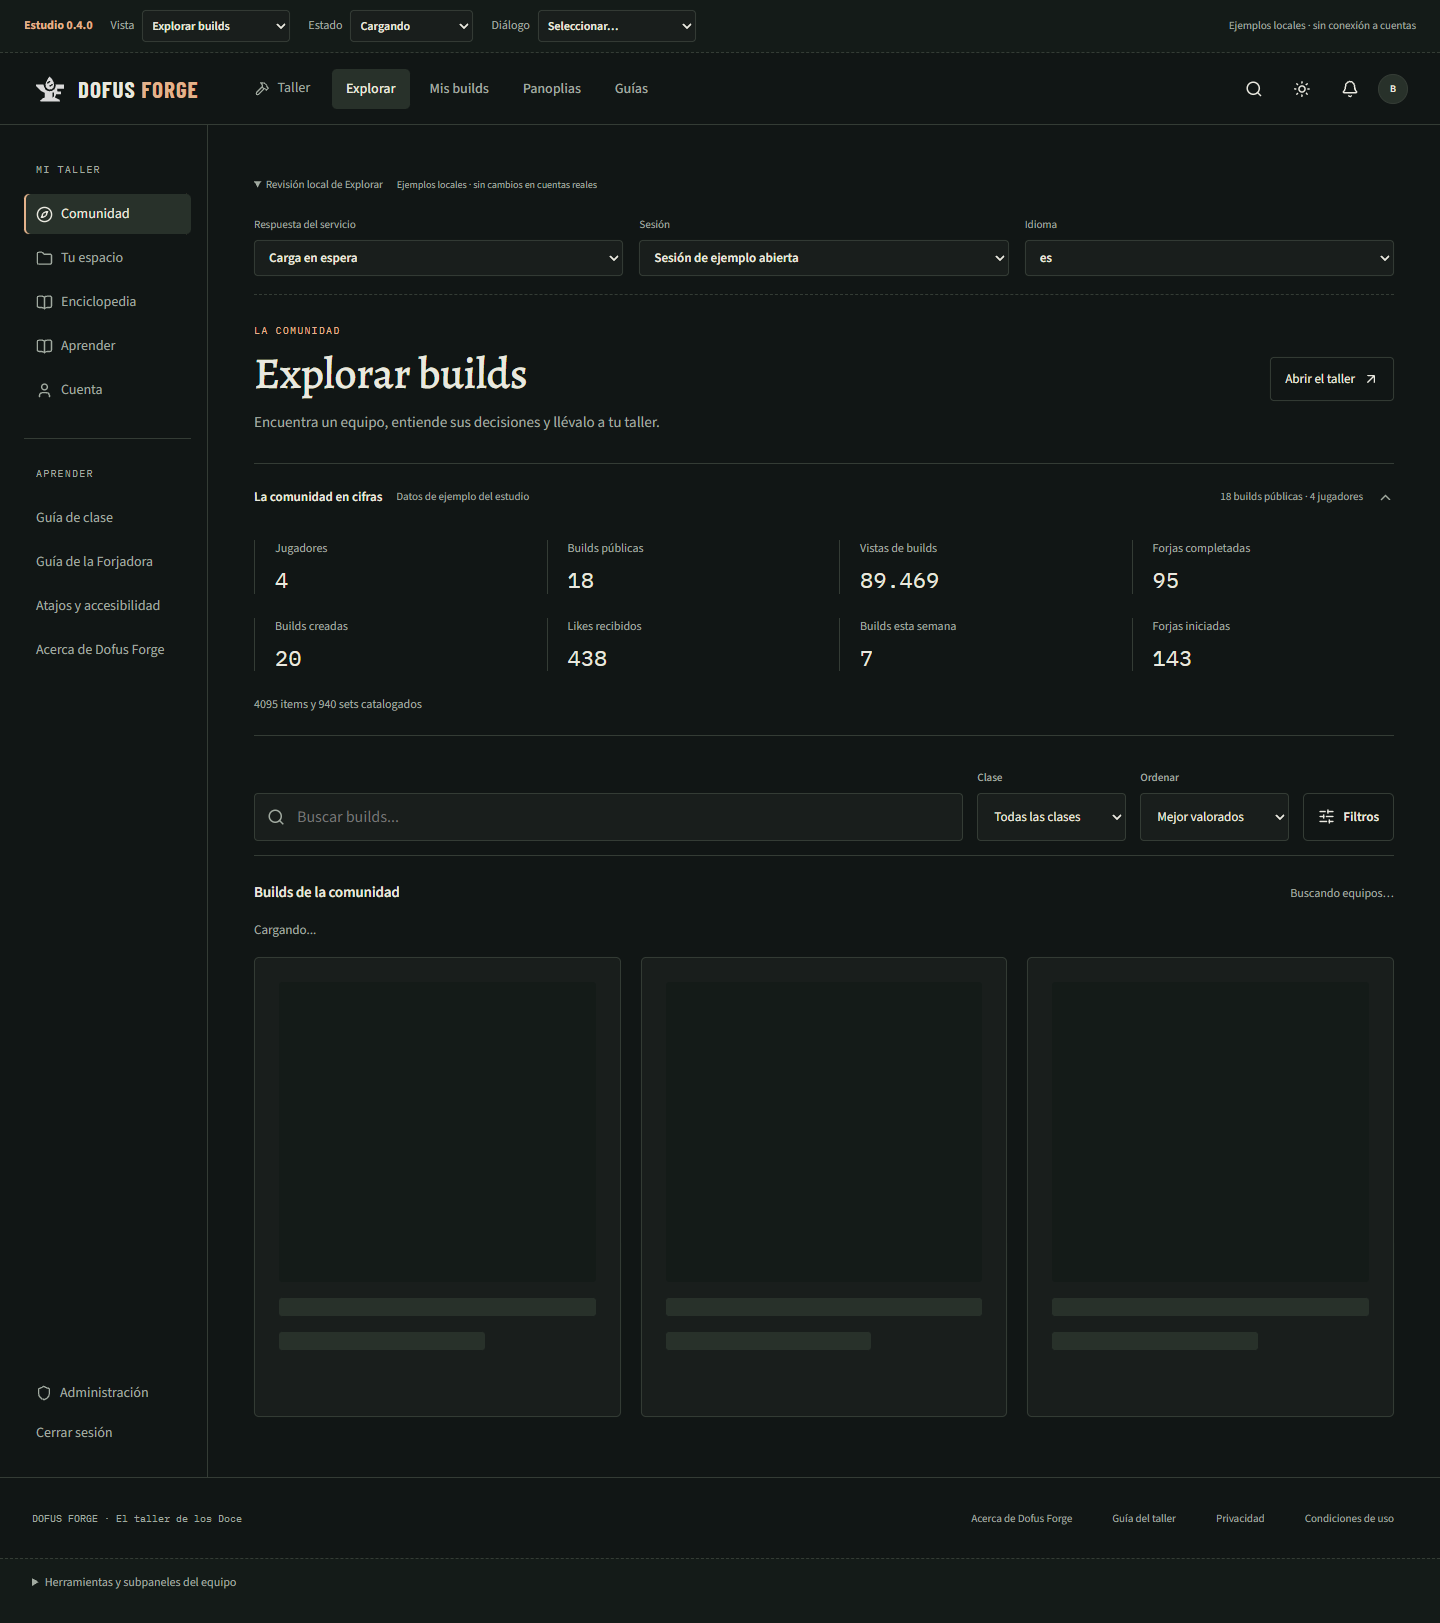 Estudio 0.4.0 Vista Explorar builds Estado Cargando Diálogo Seleccionar... Ejemplos locales · sin conexión a cuentas
DOFUS FORGE Taller Explorar Mis builds Panoplias Guías B
MI TALLER
Comunidad
Tu espacio
Enciclopedia
Aprender
Cuenta
APRENDER
Guía de clase
Guía de la Forjadora
Atajos y accesibilidad
Acerca de Dofus Forge
Administración
Cerrar sesión
Revisión local de Explorar Ejemplos locales · sin cambios en cuentas reales
Respuesta del servicio Sesión Idioma
Carga en espera Sesión de ejemplo abierta es
LA COMUNIDAD
Explorar builds
Abrir el taller
Encuentra un equipo, entiende sus decisiones y llévalo a tu taller.
La comunidad en cifras Datos de ejemplo del estudio 18 builds públicas · 4 jugadores
Jugadores Builds públicas Vistas de builds Forjas completadas
4 18 89.469 95
Builds creadas Likes recibidos Builds esta semana Forjas iniciadas
20 438 7 143
4095 items y 940 sets catalogados
Clase Ordenar
Buscar builds... Todas las clases Mejor valorados Filtros
Builds de la comunidad Buscando equipos...
Cargando...
DOFUS FORGE · El taller de los Doce Acerca de Dofus Forge Guía del taller Privacidad Condiciones de uso
Herramientas y subpaneles del equipo